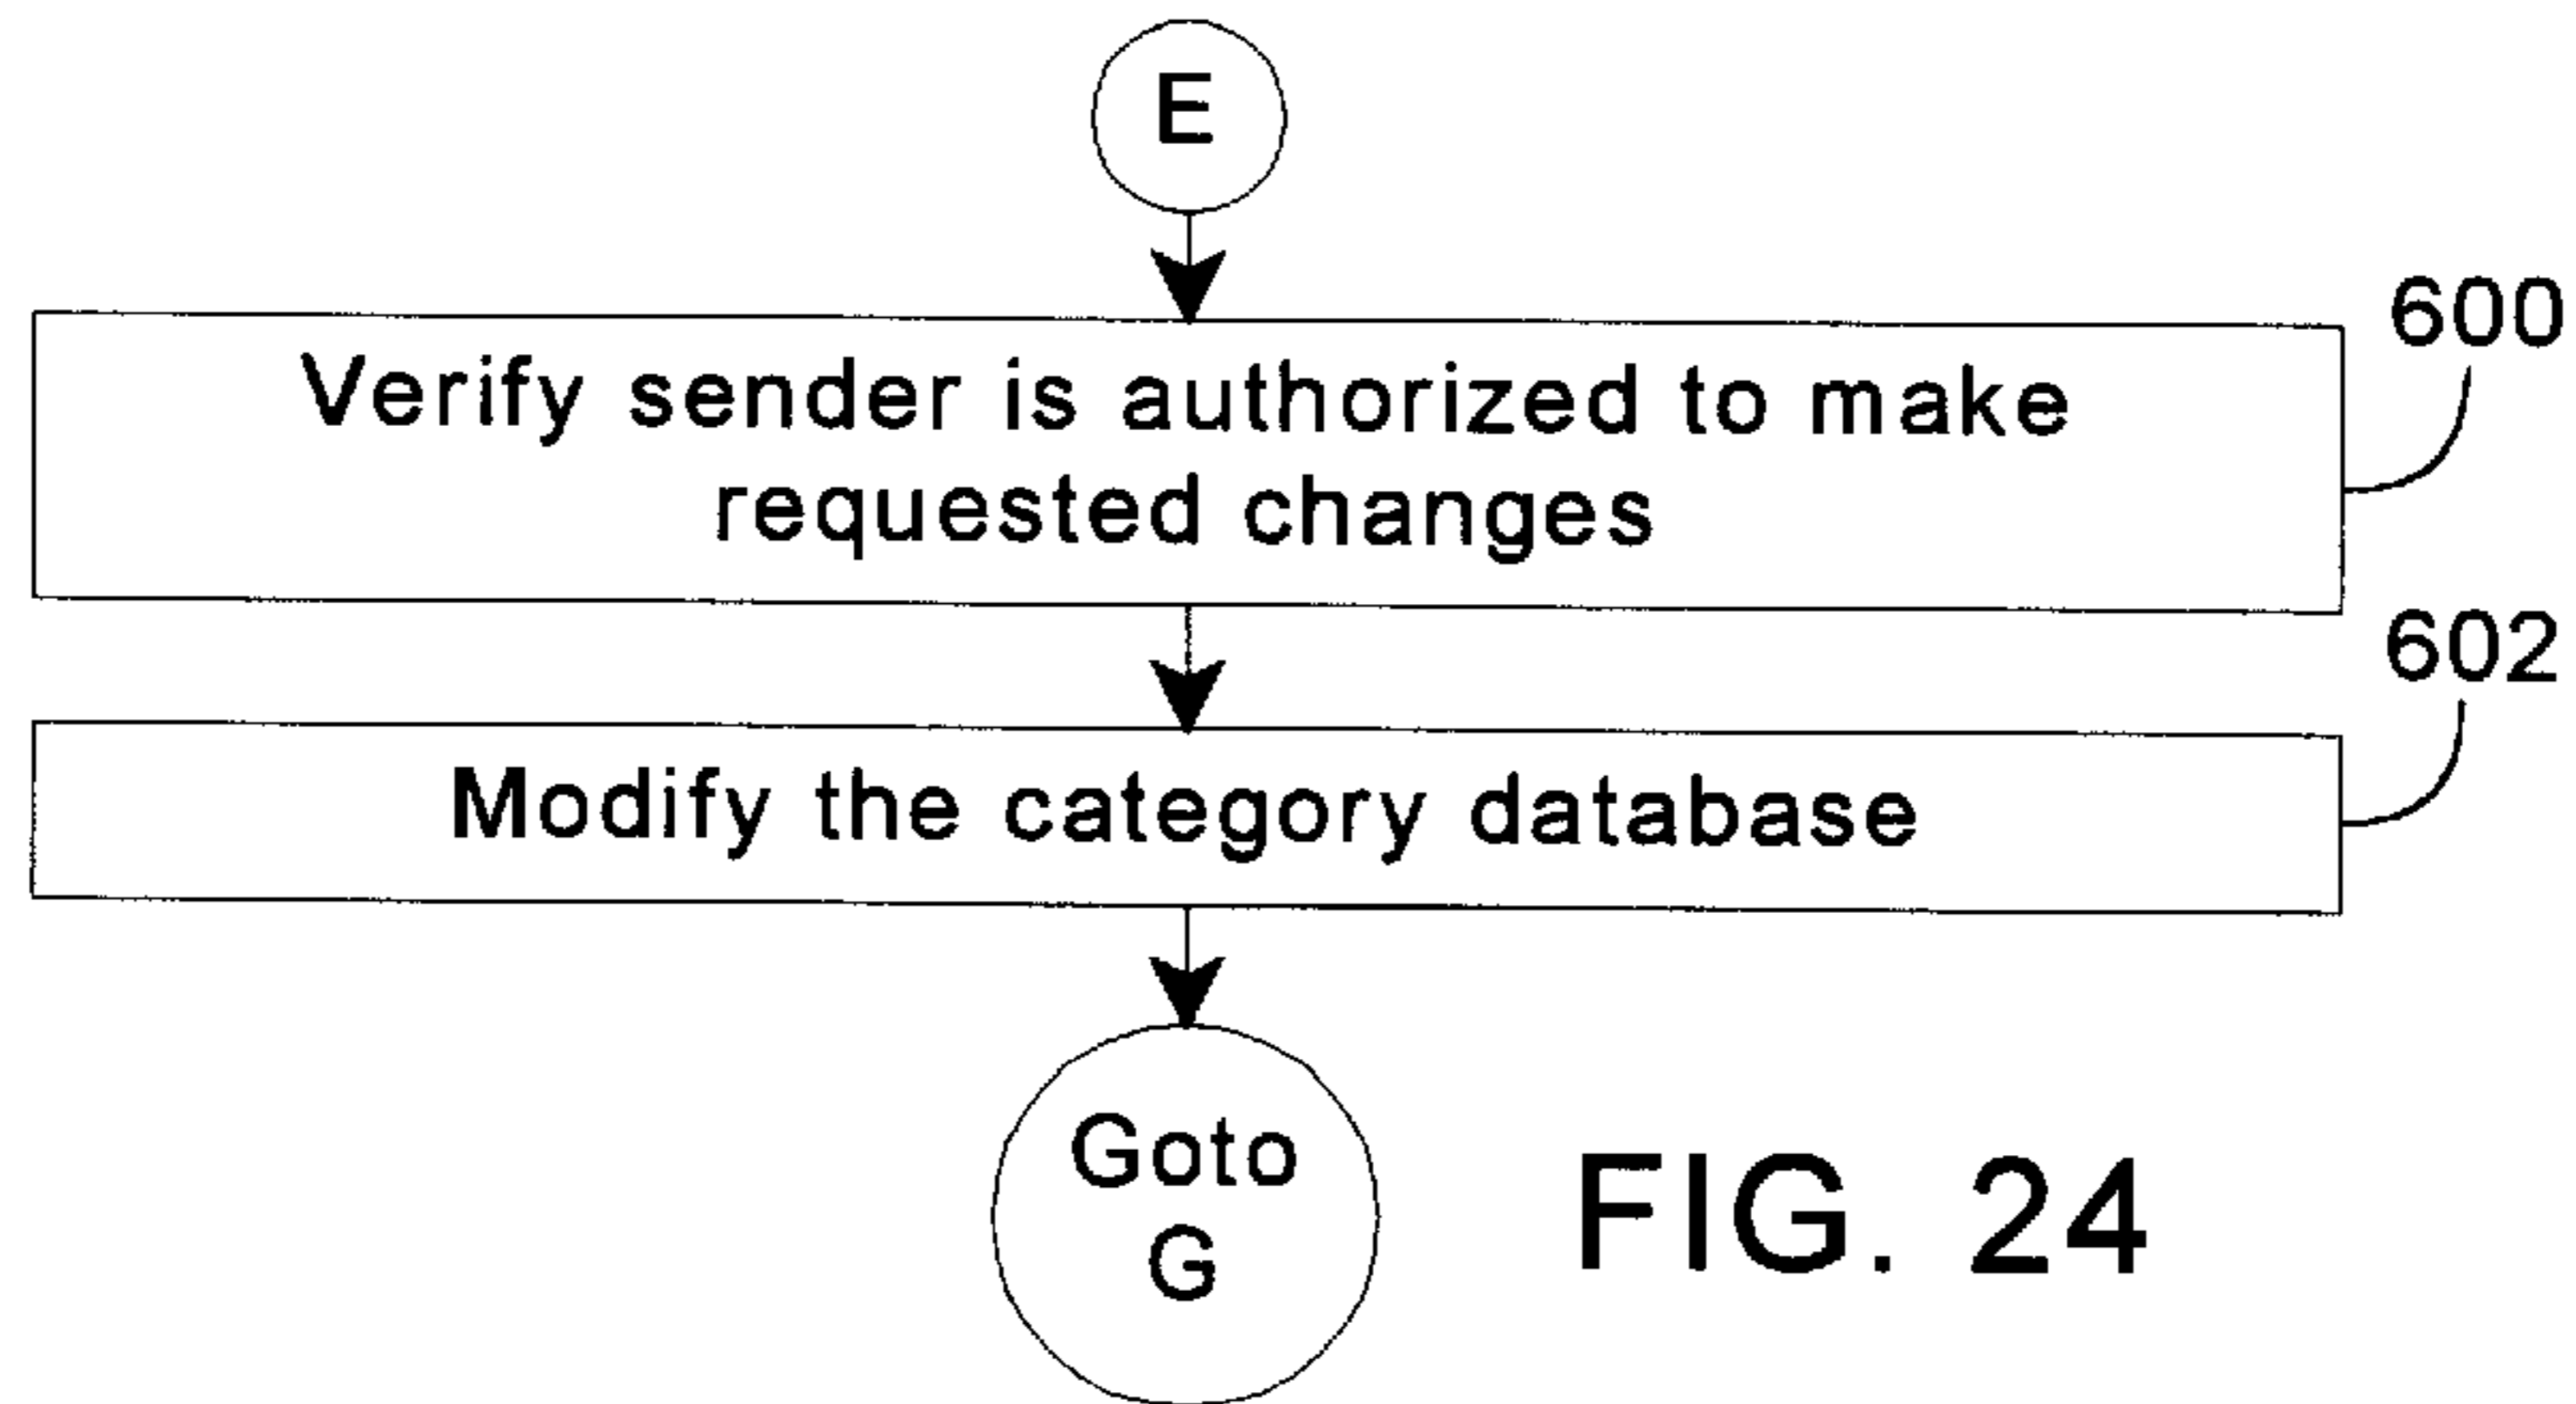 E
Verify sender is authorized to make
requested changes
600
Modify the category database
602
Goto
G
FIG. 24